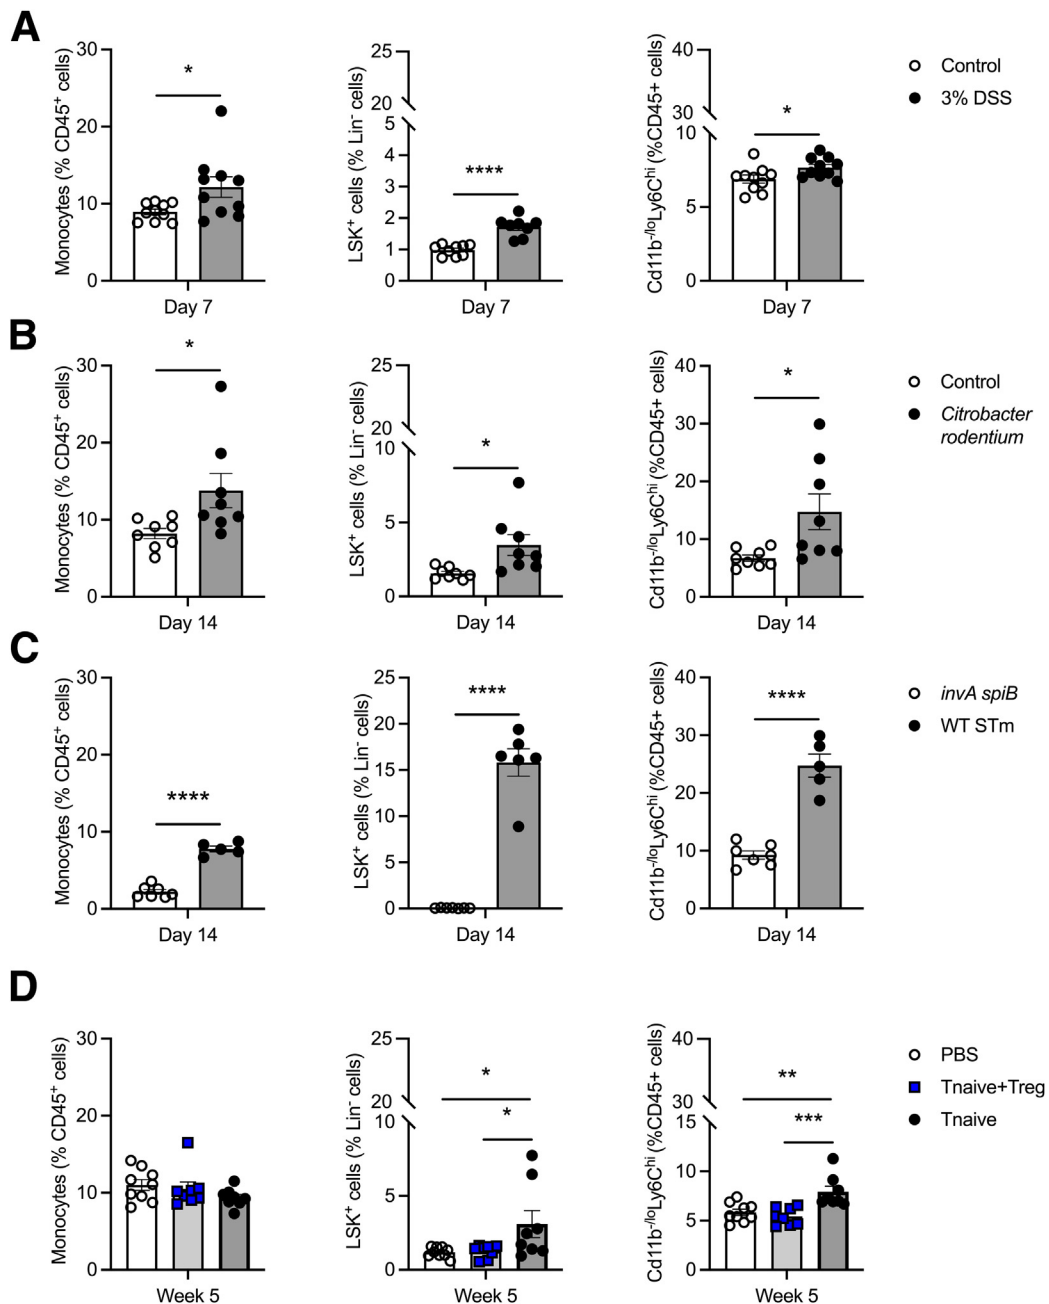 A
Monocytes (% CD45⁺ cells)
30
20
10
0
*
Day 7
LSK⁺ cells (% Lin⁻ cells)
25
20
5
4
3
2
1
0
****
Day 7
Cd11b⁻/ˡᵒLy6Cʰⁱ (%CD45+ cells)
40
30
10
5
0
*
Day 7
Control
3% DSS
B
Monocytes (% CD45⁺ cells)
30
20
10
0
*
Day 14
LSK⁺ cells (% Lin⁻ cells)
25
20
10
5
0
*
Day 14
Cd11b⁻/ˡᵒLy6Cʰⁱ (%CD45+ cells)
40
30
20
10
0
*
Day 14
Control
Citrobacter
rodentium
C
Monocytes (% CD45⁺ cells)
30
20
10
0
****
Day 14
LSK⁺ cells (% Lin⁻ cells)
25
20
15
10
5
0
****
Day 14
Cd11b⁻/ˡᵒLy6Cʰⁱ (%CD45+ cells)
40
30
20
10
0
****
Day 14
invA spiB
WT STm
D
Monocytes (% CD45⁺ cells)
30
20
10
0
Week 5
LSK⁺ cells (% Lin⁻ cells)
25
20
10
5
0
*
*
Week 5
Cd11b⁻/ˡᵒLy6Cʰⁱ (%CD45+ cells)
40
30
15
10
5
0
**
***
Week 5
PBS
Tnaive+Treg
Tnaive